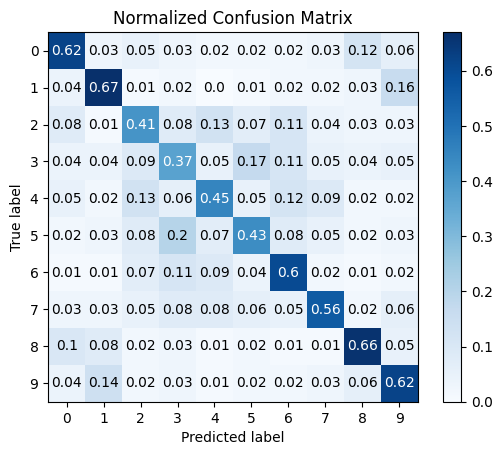 Normalized Confusion Matrix
0 0.62 0.03 0.05 0.03 0.02 0.02 0.02 0.03 0.12 0.06
1 0.04 0.67 0.01 0.02 0.0 0.01 0.02 0.02 0.03 0.16
2 0.08 0.01 0.41 0.08 0.13 0.07 0.11 0.04 0.03 0.03
3 0.04 0.04 0.09 0.37 0.05 0.17 0.11 0.05 0.04 0.05
4 0.05 0.02 0.13 0.06 0.45 0.05 0.12 0.09 0.02 0.02
5 0.02 0.03 0.08 0.2 0.07 0.43 0.08 0.05 0.02 0.03
6 0.01 0.01 0.07 0.11 0.09 0.04 0.6 0.02 0.01 0.02
7 0.03 0.03 0.05 0.08 0.08 0.06 0.05 0.56 0.02 0.06
8 0.1 0.08 0.02 0.03 0.01 0.02 0.01 0.01 0.66 0.05
9 0.04 0.14 0.02 0.03 0.01 0.02 0.02 0.03 0.06 0.62
0 1 2 3 4 5 6 7 8 9
Predicted label
True label
0.6
0.5
0.4
0.3
0.2
0.1
0.0